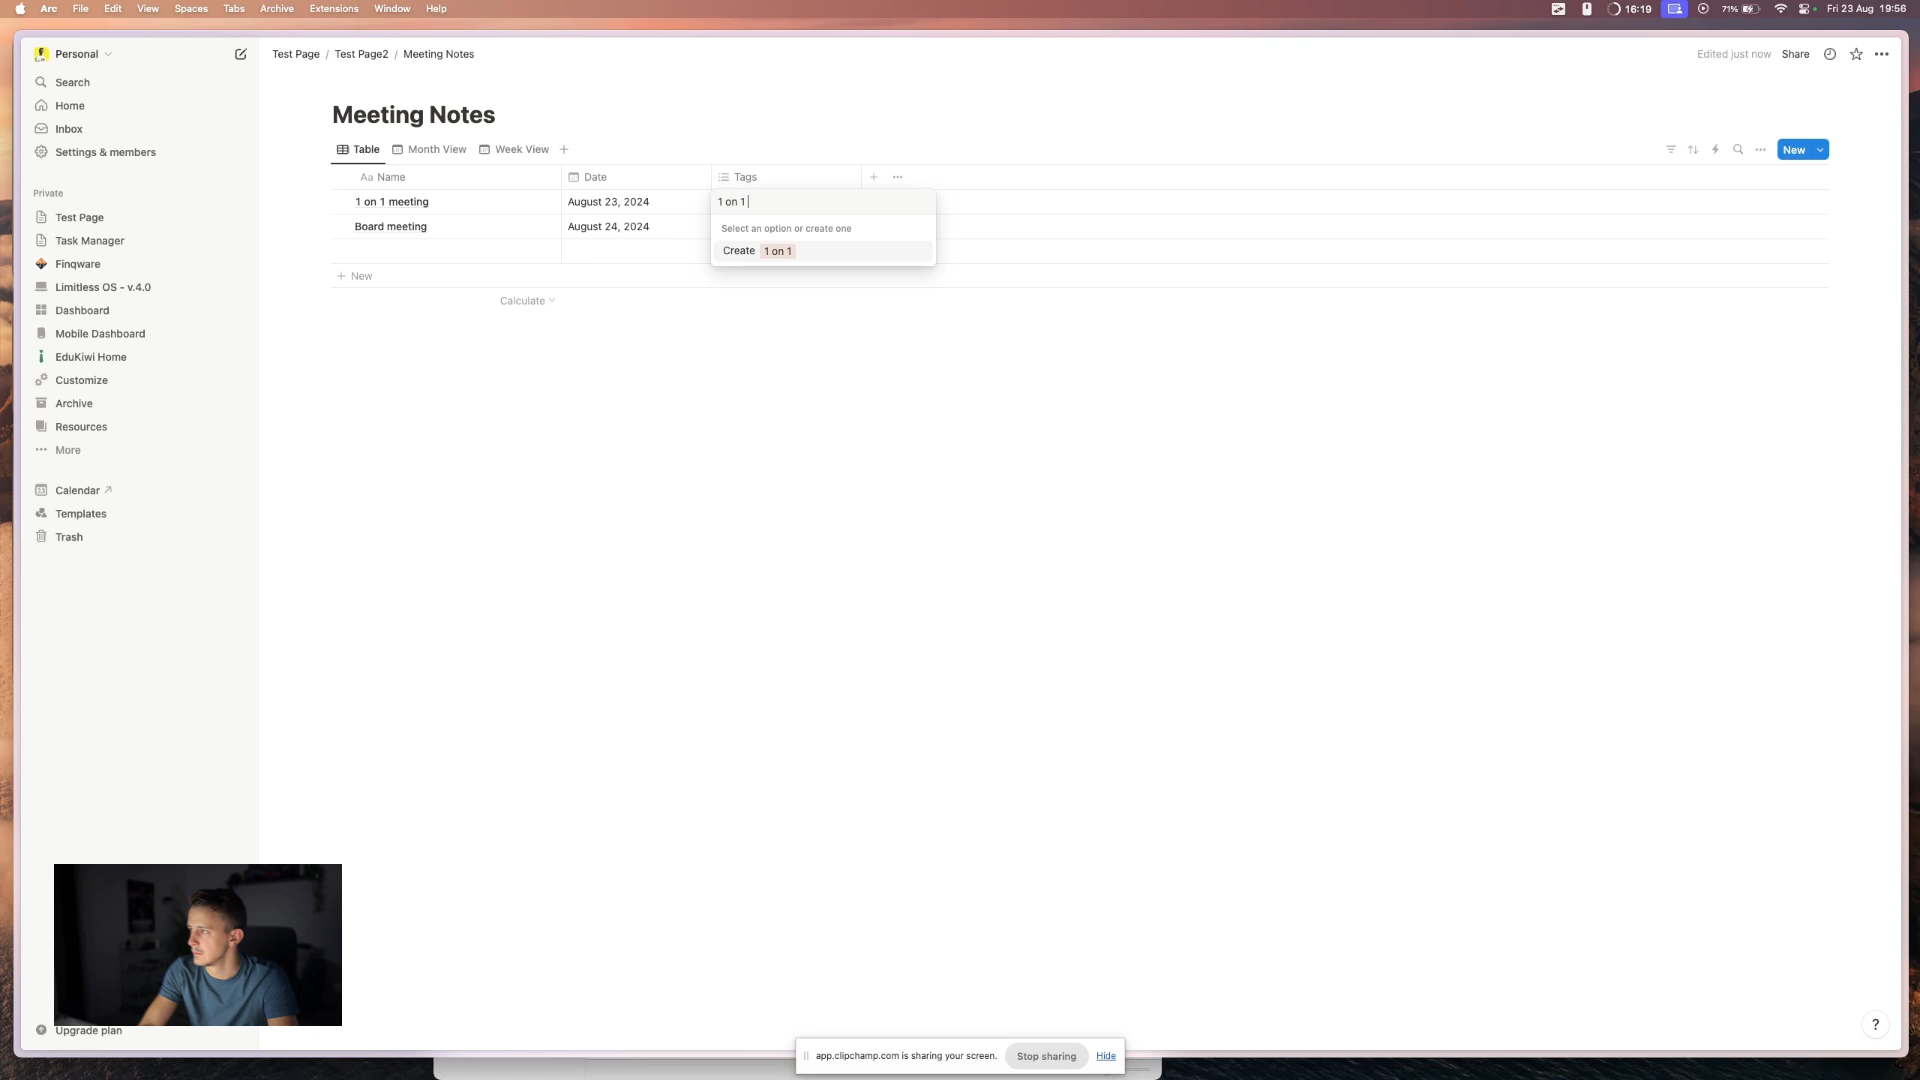 Arc File Edit View Spaces Tabs Archive Extensions Window Help 16:19 71% Fri 23 Aug 19:56
Personal
Search
Home
Inbox
Settings & members
Private
Test Page
Task Manager
Finqware
Limitless OS - v.4.0
Dashboard
Mobile Dashboard
EduKiwi Home
Customize
Archive
Resources
More
Calendar
Templates
Trash
Upgrade plan
Test Page / Test Page2 / Meeting Notes
Edited just now Share
Meeting Notes
Table Month View Week View
New
Aa Name Date Tags
1 on 1 meeting August 23, 2024 1 on 1
Board meeting August 24, 2024
Select an option or create one
Create 1 on 1
+ New
Calculate
?
app.clipchamp.com is sharing your screen. Stop sharing Hide